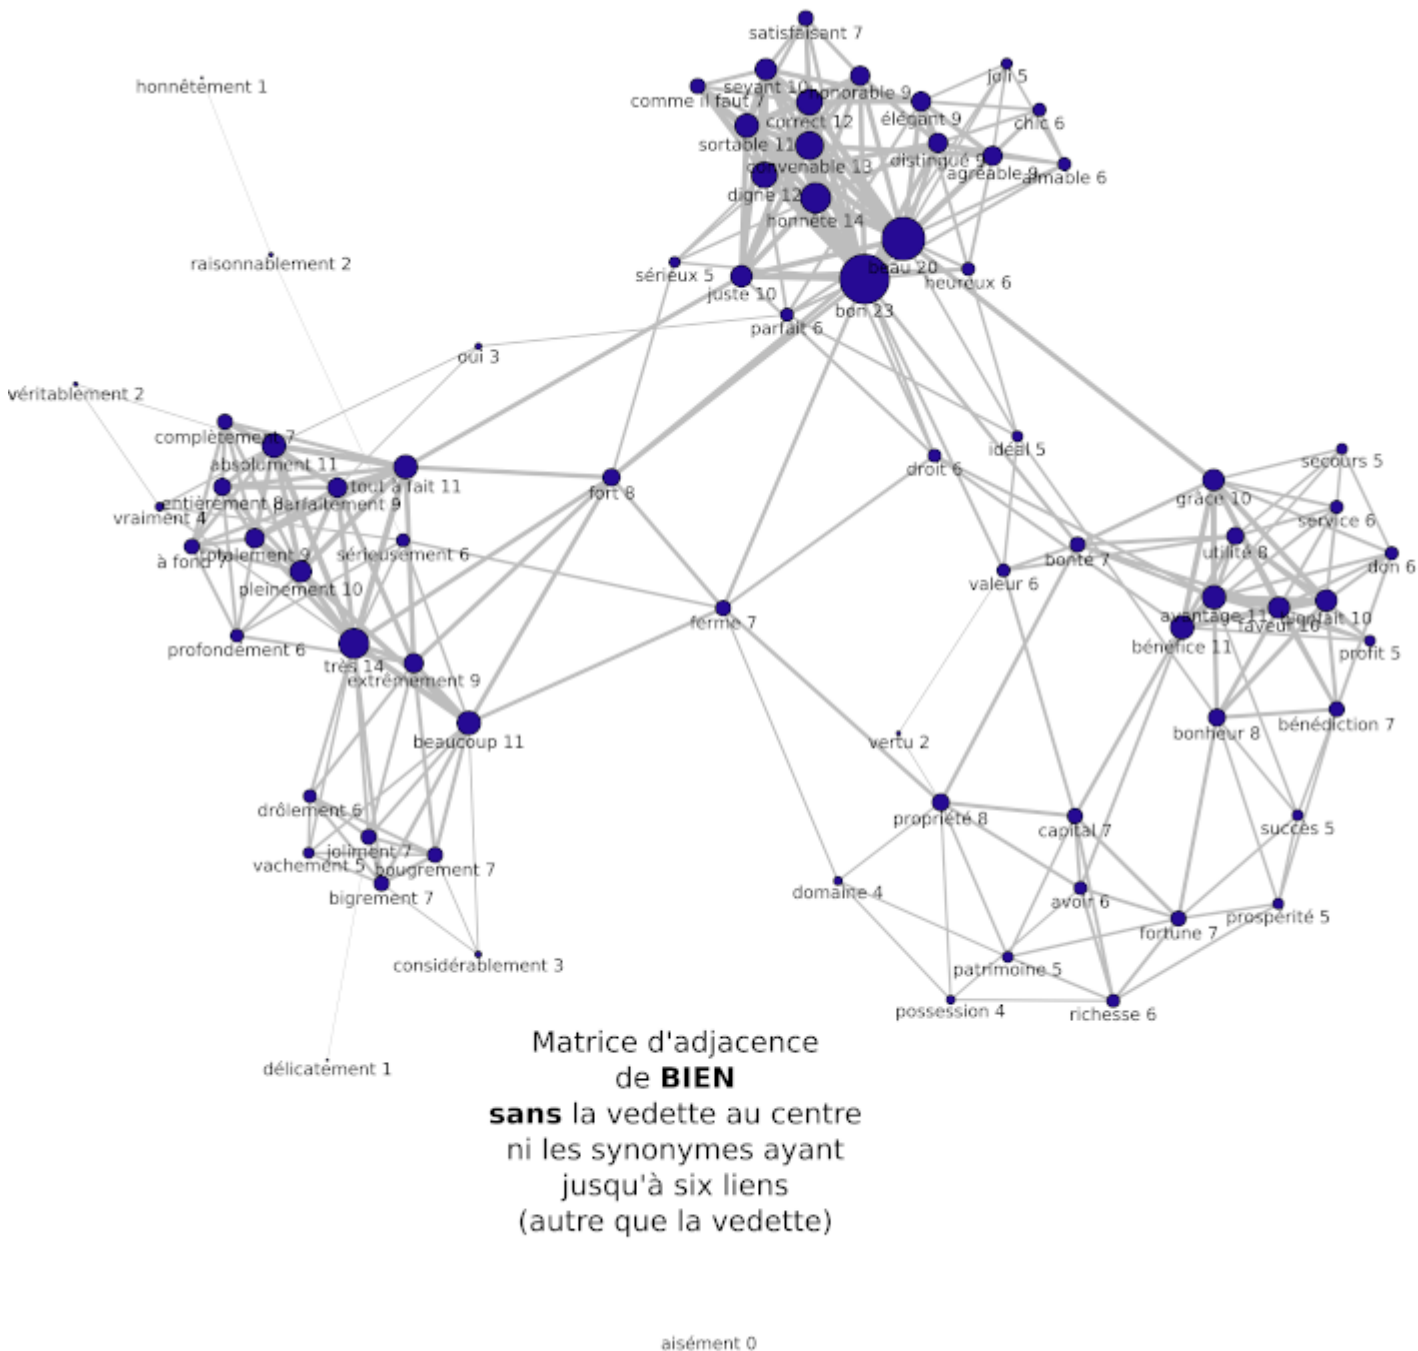 satisfaisant 7
honnêtement 1
seyant 10
honorable 9
joli 5
comme il faut 7
correct 12
élégant 9
chic 6
sortable 11
convenable 13
distingué 9
agréable 9
aimable 6
digne 12
honnête 14
raisonnablement 2
sérieux 5
juste 10
beau 20
heureux 6
bon 23
parfait 6
oui 3
véritablement 2
complètement 7
absolument 11
tout à fait 11
idéal 5
droit 6
secours 5
entièrement 8
parfaitement 9
fort 8
grâce 10
vraiment 4
service 6
à fond 7
totalement 9
sérieusement 6
utilité 8
don 6
pleinement 10
valeur 6
bonté 7
avantage 11
faveur 10
bienfait 10
ferme 7
profondément 6
très 14
bénéfice 11
profit 5
extrêmement 9
beaucoup 11
vertu 2
bonheur 8
bénédiction 7
drôlement 6
propriété 8
capital 7
succès 5
vachement 5
joliment 7
bougrement 7
bigrement 7
domaine 4
avoir 6
fortune 7
prospérité 5
considérablement 3
patrimoine 5
possession 4
richesse 6
délicatement 1
Matrice d'adjacence
de BIEN
sans la vedette au centre
ni les synonymes ayant
jusqu'à six liens
(autre que la vedette)
aisément 0